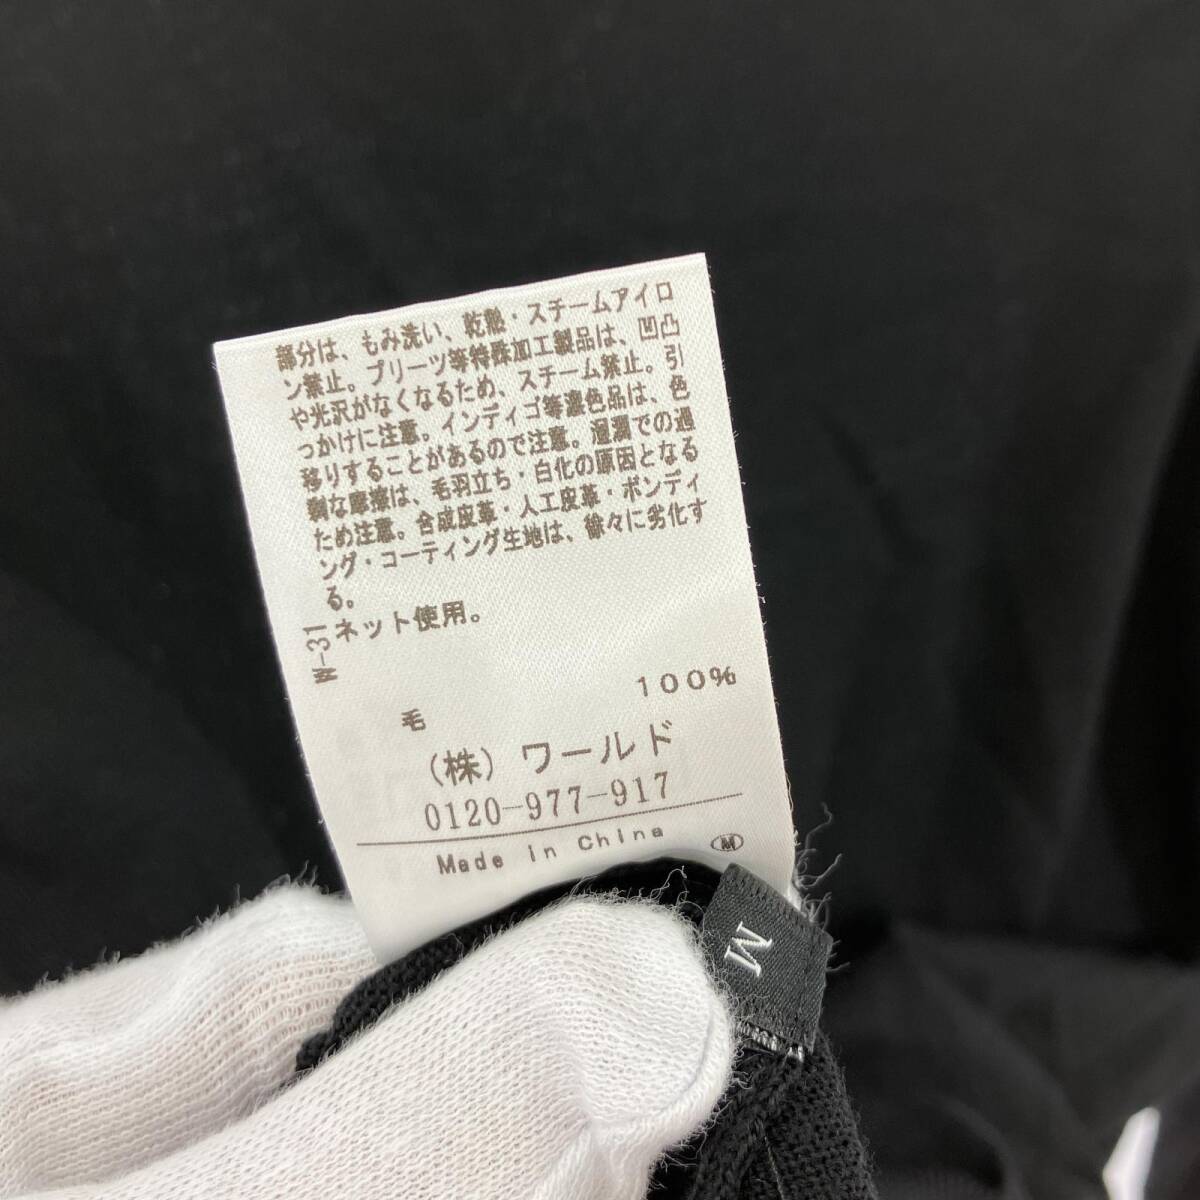 部分は、もみ洗い、乾熱・スチームアイロ
ン禁止。プリーツ等特殊加工製品は、凹凸
や光沢がなくなるため、スチーム禁止。引
っかけに注意。インディゴ等濃色品は、色
移りすることがあるので注意。湿潤での過
剰な摩擦は、毛羽立ち・白化の原因となる
ため注意。合成皮革・人工皮革・ボンディ
ング・コーティング生地は、徐々に劣化す
る。
ネット使用。
毛 100%
(株) ワールド
0120-977-917
Made in China
M
M